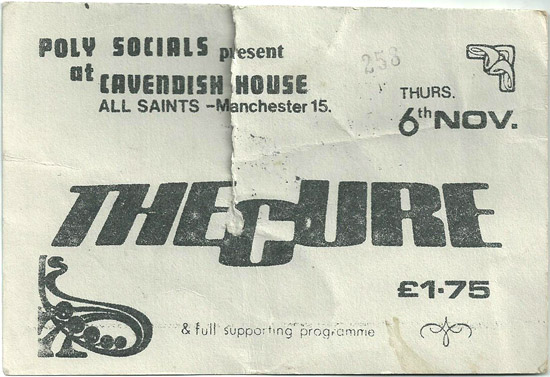 POLY SOCIALS present
at CAVENDISH HOUSE
ALL SAINTS - Manchester 15.
258
THURS.
6th NOV.
THE CURE
£1·75
& full supporting programme